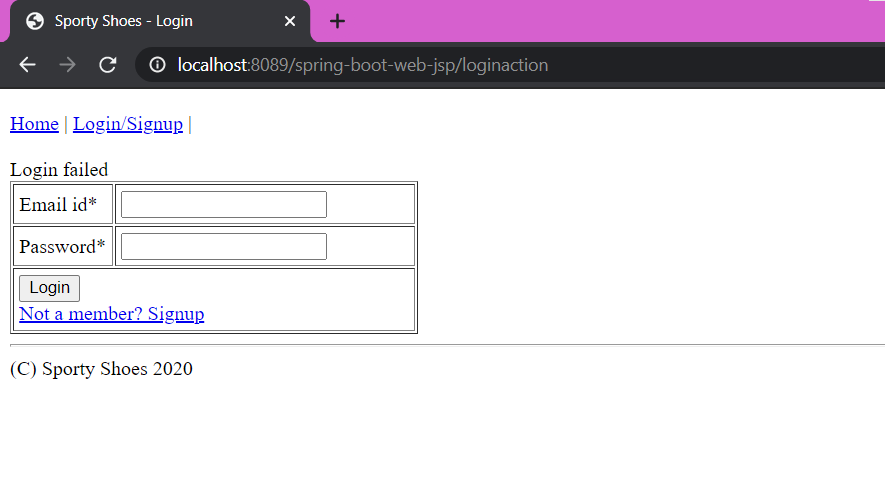 Sporty Shoes - Login
localhost:8089/spring-boot-web-jsp/loginaction
Home | Login/Signup |
Login failed
Email id*
Password*
Login
Not a member? Signup
(C) Sporty Shoes 2020